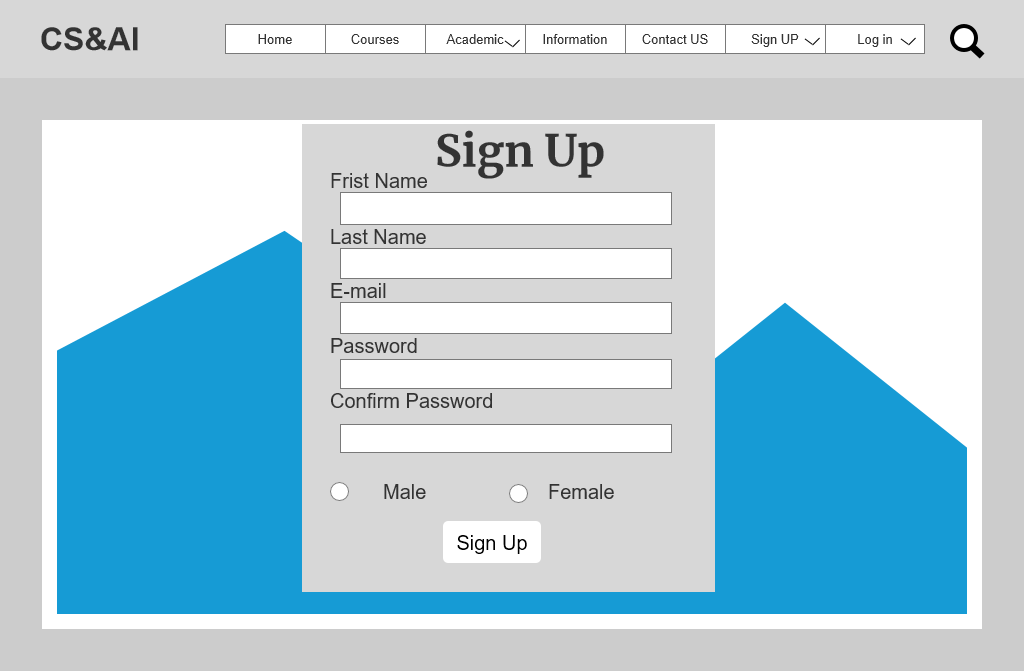 CS&AI
Home Courses Academic Information Contact US Sign UP Log in
Sign Up
Frist Name
Last Name
E-mail
Password
Confirm Password
Male Female
Sign Up